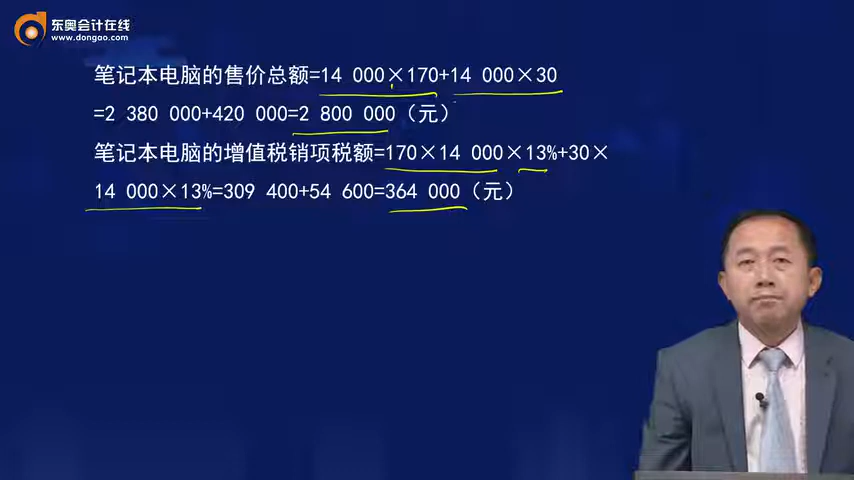 东奥会计在线
www.dongao.com
笔记本电脑的售价总额=14 000×170+14 000×30
=2 380 000+420 000=2 800 000（元）
笔记本电脑的增值税销项税额=170×14 000×13%+30×
14 000×13%=309 400+54 600=364 000（元）